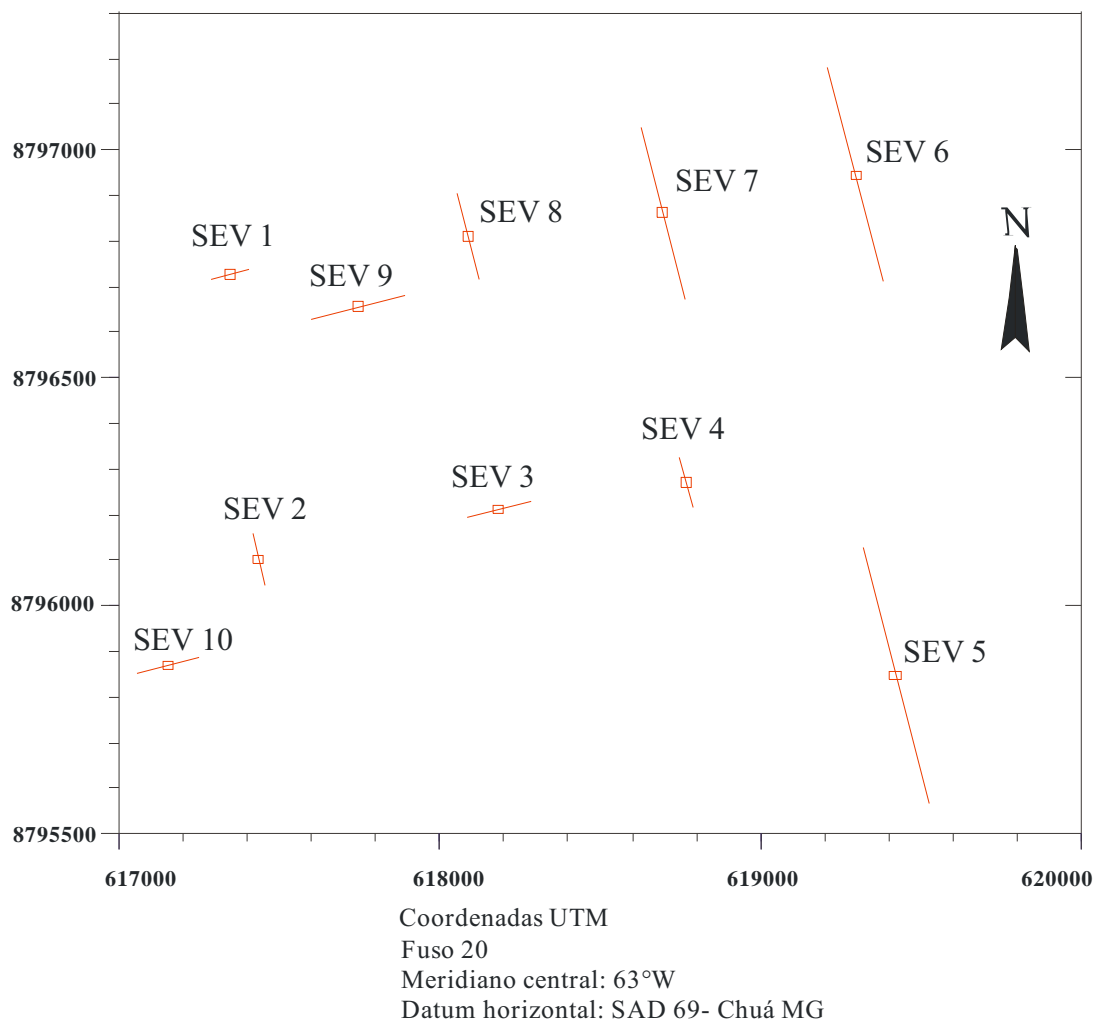 8797000
SEV 6
SEV 7
SEV 8
N
SEV 1
SEV 9
8796500
SEV 4
SEV 3
SEV 2
8796000
SEV 10
SEV 5
8795500
617000
618000
619000
620000
Coordenadas UTM
Fuso 20
Meridiano central: 63°W
Datum horizontal: SAD 69- Chuá MG